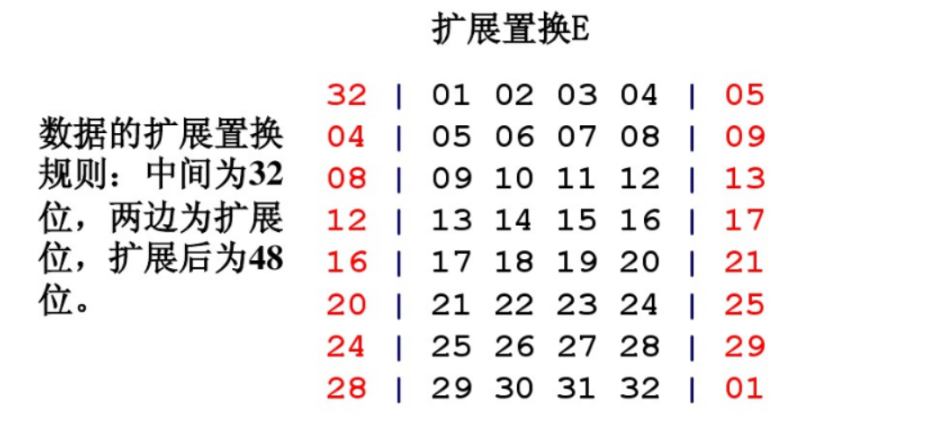 扩展置换E
数据的扩展置换
规则：中间为32
位，两边为扩展
位，扩展后为48
位。
32 | 01 02 03 04 | 05
04 | 05 06 07 08 | 09
08 | 09 10 11 12 | 13
12 | 13 14 15 16 | 17
16 | 17 18 19 20 | 21
20 | 21 22 23 24 | 25
24 | 25 26 27 28 | 29
28 | 29 30 31 32 | 01